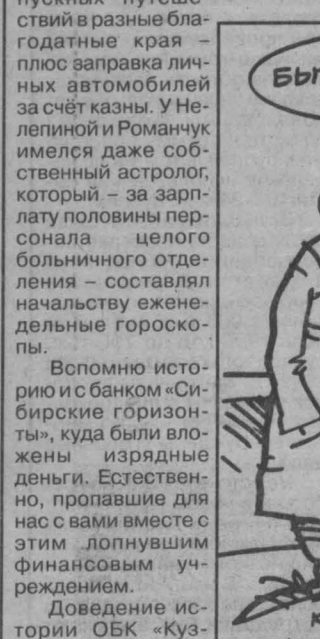 пускных путеше-
ствий в разные бла-
годатные края –
плюс заправка лич-
ных автомобилей
за счёт казны. У Не-
лепиной и Романчук
имелся даже соб-
ственный астролог,
который – за зарп-
лату половины пер-
сонала целого
больничного отде-
ления – составлял
начальству ежене-
дельные гороско-
пы.
Вспомню исто-
рию и с банком «Си-
бирские горизон-
ты», куда были вло-
жены изрядные
деньги. Естествен-
но, пропавшие для
нас с вами вместе с
этим лопнувшим
финансовым уч-
реждением.
Доведение ис-
тории ОБК «Куз-